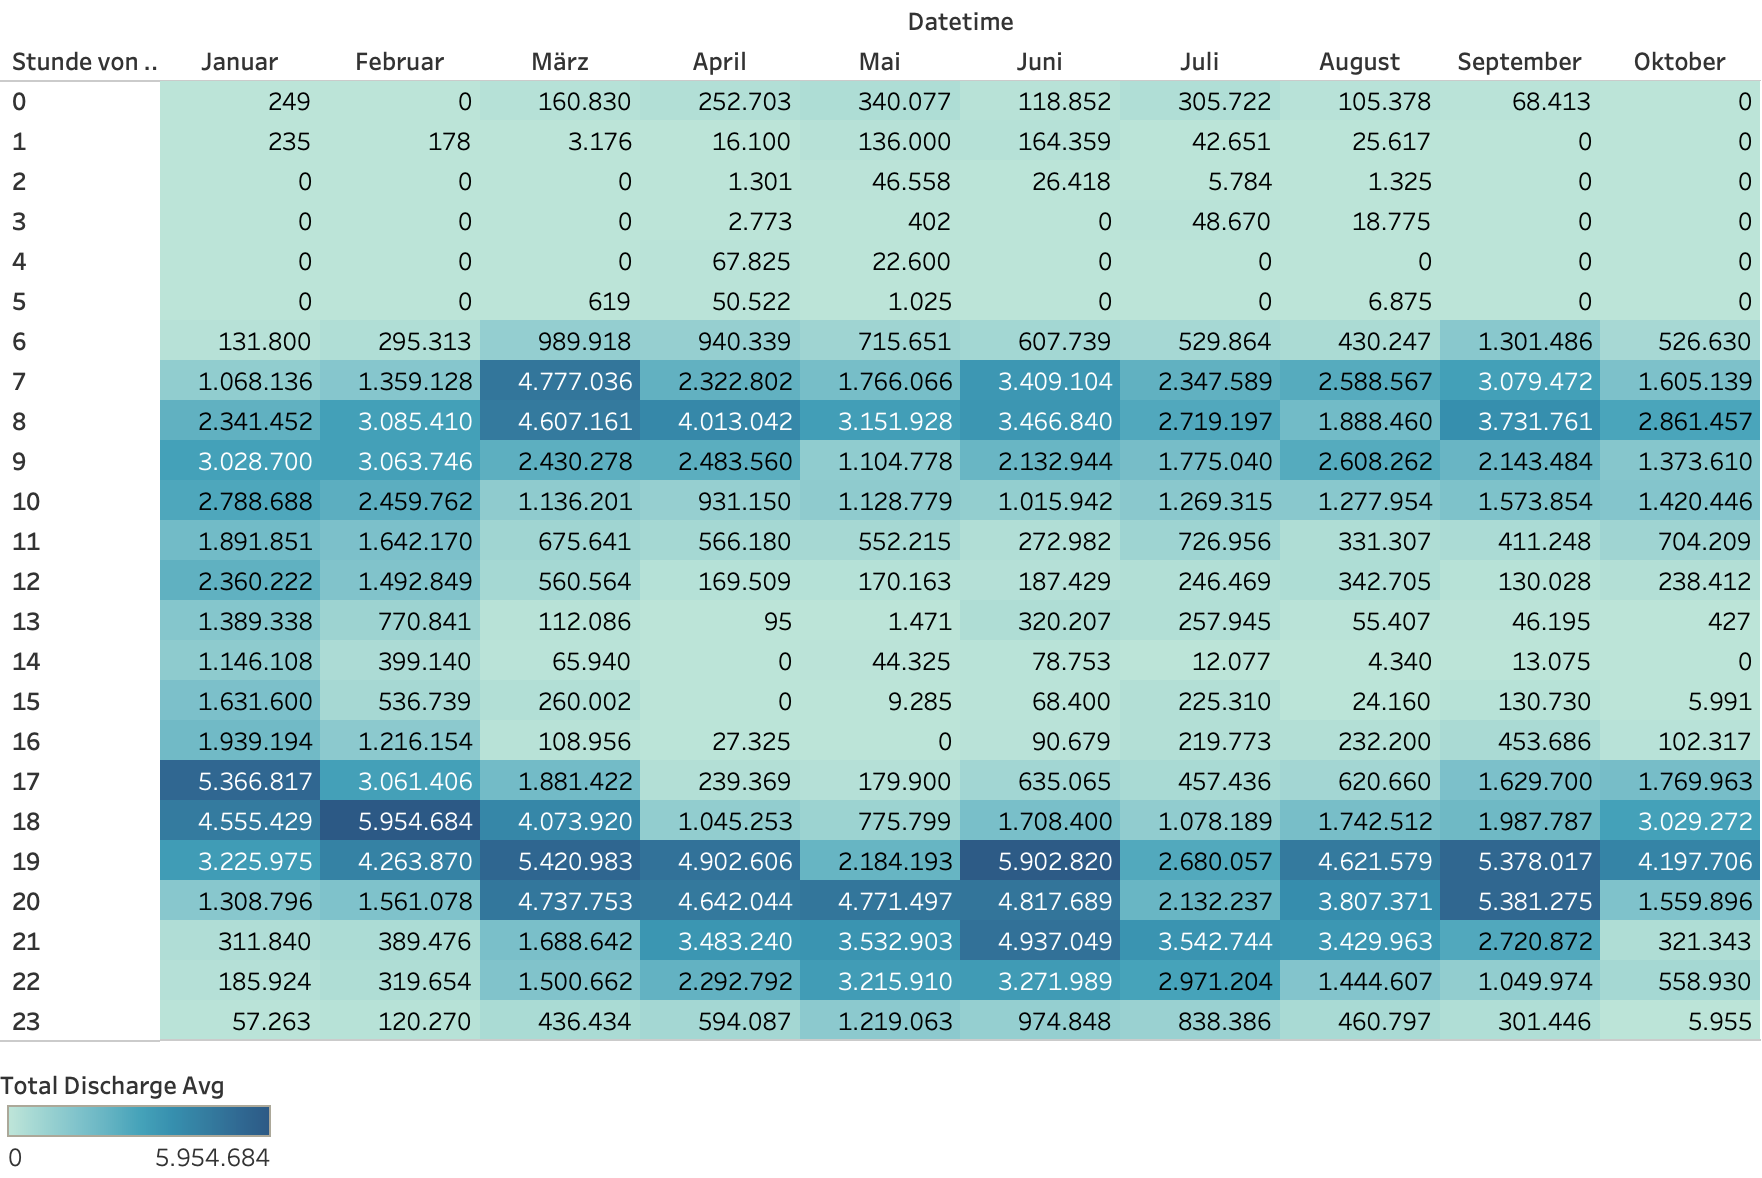 Datetime
Stunde von .. Januar Februar März April Mai Juni Juli August September Oktober
0 249 0 160.830 252.703 340.077 118.852 305.722 105.378 68.413 0
1 235 178 3.176 16.100 136.000 164.359 42.651 25.617 0 0
2 0 0 0 1.301 46.558 26.418 5.784 1.325 0 0
3 0 0 0 2.773 402 0 48.670 18.775 0 0
4 0 0 0 67.825 22.600 0 0 0 0 0
5 0 0 619 50.522 1.025 0 0 6.875 0 0
6 131.800 295.313 989.918 940.339 715.651 607.739 529.864 430.247 1.301.486 526.630
7 1.068.136 1.359.128 4.777.036 2.322.802 1.766.066 3.409.104 2.347.589 2.588.567 3.079.472 1.605.139
8 2.341.452 3.085.410 4.607.161 4.013.042 3.151.928 3.466.840 2.719.197 1.888.460 3.731.761 2.861.457
9 3.028.700 3.063.746 2.430.278 2.483.560 1.104.778 2.132.944 1.775.040 2.608.262 2.143.484 1.373.610
10 2.788.688 2.459.762 1.136.201 931.150 1.128.779 1.015.942 1.269.315 1.277.954 1.573.854 1.420.446
11 1.891.851 1.642.170 675.641 566.180 552.215 272.982 726.956 331.307 411.248 704.209
12 2.360.222 1.492.849 560.564 169.509 170.163 187.429 246.469 342.705 130.028 238.412
13 1.389.338 770.841 112.086 95 1.471 320.207 257.945 55.407 46.195 427
14 1.146.108 399.140 65.940 0 44.325 78.753 12.077 4.340 13.075 0
15 1.631.600 536.739 260.002 0 9.285 68.400 225.310 24.160 130.730 5.991
16 1.939.194 1.216.154 108.956 27.325 0 90.679 219.773 232.200 453.686 102.317
17 5.366.817 3.061.406 1.881.422 239.369 179.900 635.065 457.436 620.660 1.629.700 1.769.963
18 4.555.429 5.954.684 4.073.920 1.045.253 775.799 1.708.400 1.078.189 1.742.512 1.987.787 3.029.272
19 3.225.975 4.263.870 5.420.983 4.902.606 2.184.193 5.902.820 2.680.057 4.621.579 5.378.017 4.197.706
20 1.308.796 1.561.078 4.737.753 4.642.044 4.771.497 4.817.689 2.132.237 3.807.371 5.381.275 1.559.896
21 311.840 389.476 1.688.642 3.483.240 3.532.903 4.937.049 3.542.744 3.429.963 2.720.872 321.343
22 185.924 319.654 1.500.662 2.292.792 3.215.910 3.271.989 2.971.204 1.444.607 1.049.974 558.930
23 57.263 120.270 436.434 594.087 1.219.063 974.848 838.386 460.797 301.446 5.955
Total Discharge Avg
0 5.954.684